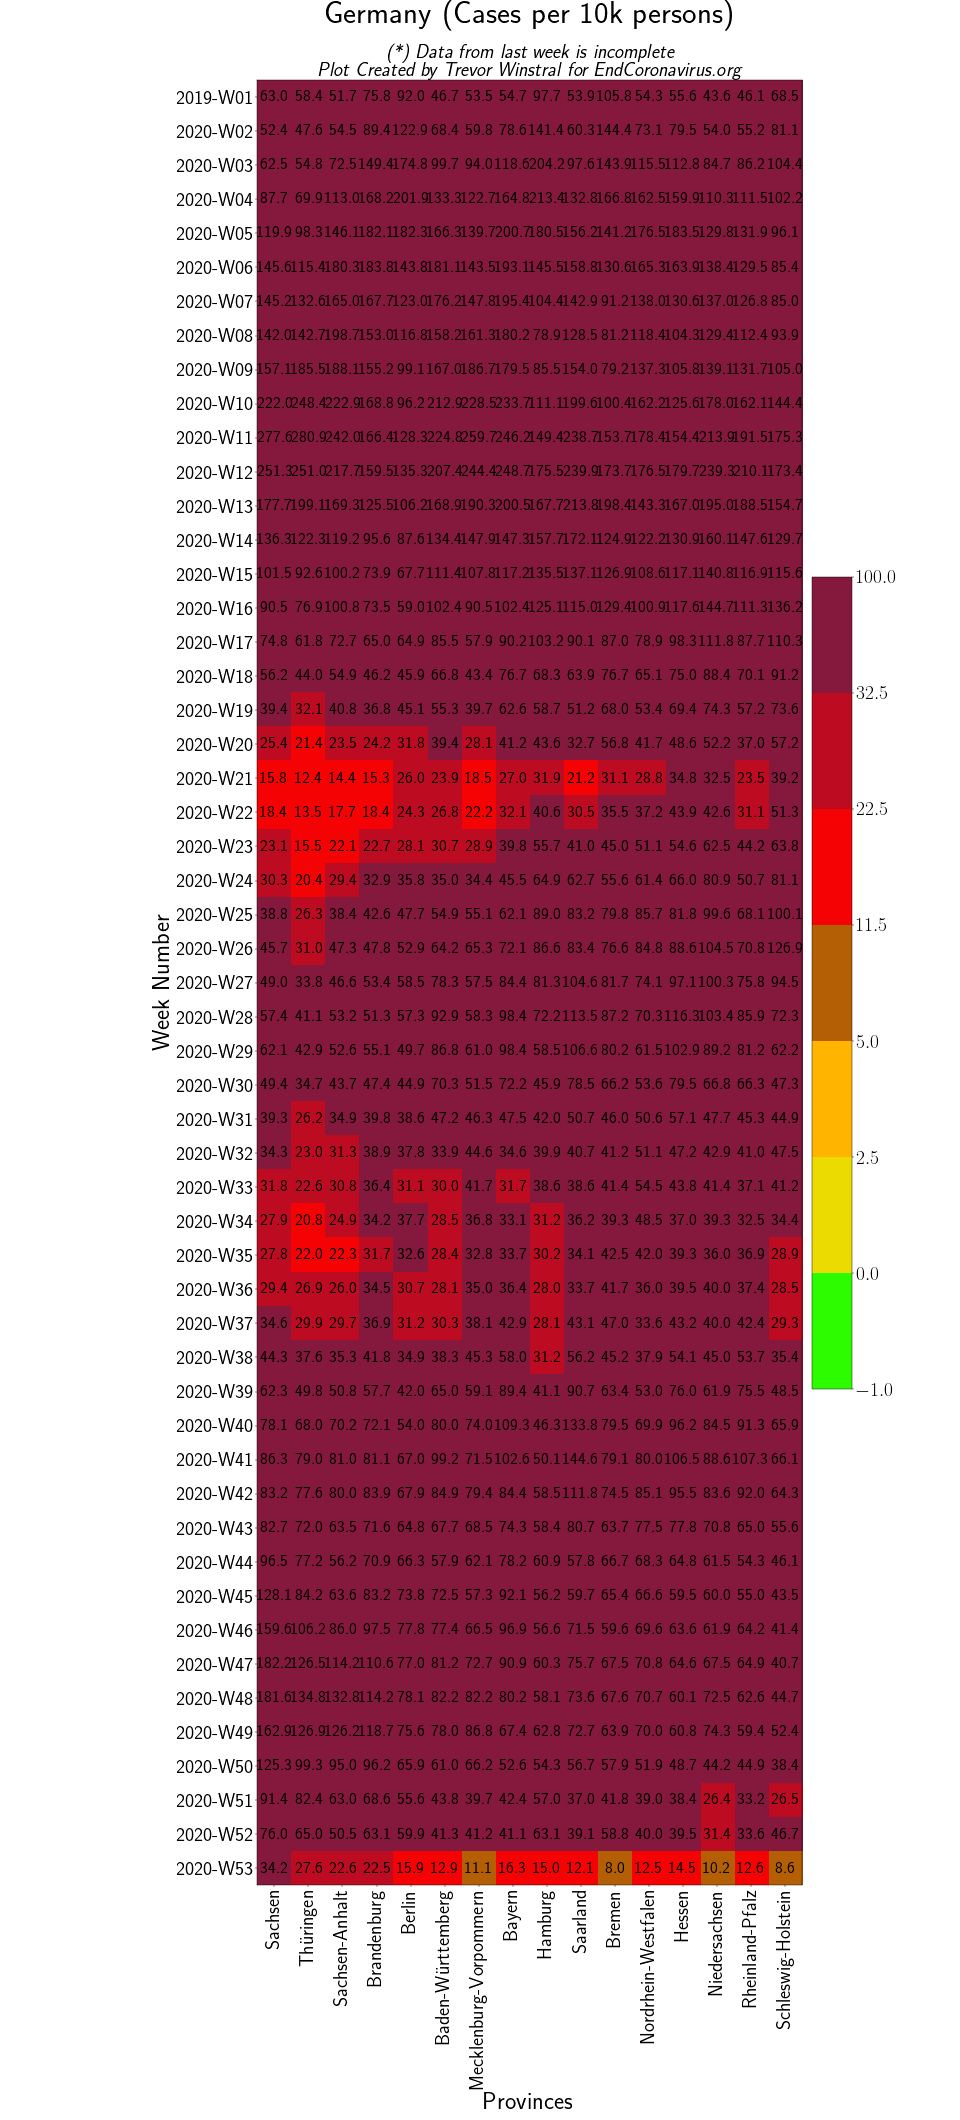 Germany (Cases per 10k persons)
(*) Data from last week is incomplete
Plot Created by Trevor Winstral for EndCoronavirus.org
2019-W01 63.0 58.4 51.7 75.8 92.0 46.7 53.5 54.7 97.7 53.9 105.8 54.3 55.6 43.6 46.1 68.5
2020-W02 52.4 47.6 54.5 89.4 122.9 68.4 59.8 78.6 141.4 60.3 144.4 73.1 79.5 54.0 55.2 81.1
2020-W03 62.5 54.8 72.5 149.4 174.8 99.7 94.0 118.6 204.2 97.6 143.9 115.5 112.8 84.7 86.2 104.4
2020-W04 87.7 69.9 113.0 168.2 201.9 133.3 122.7 164.8 213.4 132.8 166.8 162.5 159.9 110.3 111.5 102.2
2020-W05 119.9 98.3 146.1 182.1 182.3 166.3 139.7 200.7 180.5 156.2 141.2 176.5 183.5 129.8 131.9 96.1
2020-W06 145.6 115.4 180.3 183.8 143.8 181.1 143.5 193.1 145.5 158.8 130.6 165.3 163.9 138.4 129.5 85.4
2020-W07 145.2 132.6 165.0 167.7 123.0 176.2 147.8 195.4 104.4 142.9 91.2 138.0 130.6 137.0 126.8 85.0
2020-W08 142.0 142.7 198.7 153.0 116.8 158.2 161.3 180.2 78.9 128.5 81.2 118.4 104.3 129.4 112.4 93.9
2020-W09 157.1 185.5 188.1 155.2 99.1 167.0 186.7 179.5 85.5 154.0 79.2 137.3 105.8 139.1 131.7 105.0
2020-W10 222.0 248.4 222.9 168.8 96.2 212.9 228.5 233.7 111.1 199.6 100.4 162.2 125.6 178.0 162.1 144.4
2020-W11 277.6 280.9 242.0 166.4 128.3 224.8 259.7 246.2 149.4 238.7 153.7 178.4 154.4 213.9 191.5 175.3
2020-W12 251.3 251.0 217.7 159.5 135.3 207.4 244.4 248.7 175.5 239.9 173.7 176.5 179.7 239.3 210.1 173.4
2020-W13 177.7 199.1 169.3 125.5 106.2 168.9 190.3 200.5 167.7 213.8 198.4 143.3 167.0 195.0 188.5 154.7
2020-W14 136.3 122.3 119.2 95.6 87.6 134.4 147.9 147.3 157.7 172.1 124.9 122.2 130.9 160.1 147.6 129.7
2020-W15 101.5 92.6 100.2 73.9 67.7 111.4 107.8 117.2 135.5 137.1 126.9 108.6 117.1 140.8 116.9 115.6
2020-W16 90.5 76.9 100.8 73.5 59.0 102.4 90.5 102.4 125.1 115.0 129.4 100.9 117.6 144.7 111.3 136.2
2020-W17 74.8 61.8 72.7 65.0 64.9 85.5 57.9 90.2 103.2 90.1 87.0 78.9 98.3 111.8 87.7 110.3
2020-W18 56.2 44.0 54.9 46.2 45.9 66.8 43.4 76.7 68.3 63.9 76.7 65.1 75.0 88.4 70.1 91.2
2020-W19 39.4 32.1 40.8 36.8 45.1 55.3 39.7 62.6 58.7 51.2 68.0 53.4 69.4 74.3 57.2 73.6
2020-W20 25.4 21.4 23.5 24.2 31.8 39.4 28.1 41.2 43.6 32.7 56.8 41.7 48.6 52.2 37.0 57.2
2020-W21 15.8 12.4 14.4 15.3 26.0 23.9 18.5 27.0 31.9 21.2 31.1 28.8 34.8 32.5 23.5 39.2
2020-W22 18.4 13.5 17.7 18.4 24.3 26.8 22.2 32.1 40.6 30.5 35.5 37.2 43.9 42.6 31.1 51.3
2020-W23 23.1 15.5 22.1 22.7 28.1 30.7 28.9 39.8 55.7 41.0 45.0 51.1 54.6 62.5 44.2 63.8
2020-W24 30.3 20.4 29.4 32.9 35.8 35.0 34.4 45.5 64.9 62.7 55.6 61.4 66.0 80.9 50.7 81.1
2020-W25 38.8 26.3 38.4 42.6 47.7 54.9 55.1 62.1 89.0 83.2 79.8 85.7 81.8 99.6 68.1 100.1
2020-W26 45.7 31.0 47.3 47.8 52.9 64.2 65.3 72.1 86.6 83.4 76.6 84.8 88.6 104.5 70.8 126.9
2020-W27 49.0 33.8 46.6 53.4 58.5 78.3 57.5 84.4 81.3 104.6 81.7 74.1 97.1 100.3 75.8 94.5
2020-W28 57.4 41.1 53.2 51.3 57.3 92.9 58.3 98.4 72.2 113.5 87.2 70.3 116.3 103.4 85.9 72.3
2020-W29 62.1 42.9 52.6 55.1 49.7 86.8 61.0 98.4 58.5 106.6 80.2 61.5 102.9 89.2 81.2 62.2
2020-W30 49.4 34.7 43.7 47.4 44.9 70.3 51.5 72.2 45.9 78.5 66.2 53.6 79.5 66.8 66.3 47.3
2020-W31 39.3 26.2 34.9 39.8 38.6 47.2 46.3 47.5 42.0 50.7 46.0 50.6 57.1 47.7 45.3 44.9
2020-W32 34.3 23.0 31.3 38.9 37.8 33.9 44.6 34.6 39.9 40.7 41.2 51.1 47.2 42.9 41.0 47.5
2020-W33 31.8 22.6 30.8 36.4 31.1 30.0 41.7 31.7 38.6 38.6 41.4 54.5 43.8 41.4 37.1 41.2
2020-W34 27.9 20.8 24.9 34.2 37.7 28.5 36.8 33.1 31.2 36.2 39.3 48.5 37.0 39.3 32.5 34.4
2020-W35 27.8 22.0 22.3 31.7 32.6 28.4 32.8 33.7 30.2 34.1 42.5 42.0 39.3 36.0 36.9 28.9
2020-W36 29.4 26.9 26.0 34.5 30.7 28.1 35.0 36.4 28.0 33.7 41.7 36.0 39.5 40.0 37.4 28.5
2020-W37 34.6 29.9 29.7 36.9 31.2 30.3 38.1 42.9 28.1 43.1 47.0 33.6 43.2 40.0 42.4 29.3
2020-W38 44.3 37.6 35.3 41.8 34.9 38.3 45.3 58.0 31.2 56.2 45.2 37.9 54.1 45.0 53.7 35.4
2020-W39 62.3 49.8 50.8 57.7 42.0 65.0 59.1 89.4 41.1 90.7 63.4 53.0 76.0 61.9 75.5 48.5
2020-W40 78.1 68.0 70.2 72.1 54.0 80.0 74.0 109.3 46.3 133.8 79.5 69.9 96.2 84.5 91.3 65.9
2020-W41 86.3 79.0 81.0 81.1 67.0 99.2 71.5 102.6 50.1 144.6 79.1 80.0 106.5 88.6 107.3 66.1
2020-W42 83.2 77.6 80.0 83.9 67.9 84.9 79.4 84.4 58.5 111.8 74.5 85.1 95.5 83.6 92.0 64.3
2020-W43 82.7 72.0 63.5 71.6 64.8 67.7 68.5 74.3 58.4 80.7 63.7 77.5 77.8 70.8 65.0 55.6
2020-W44 96.5 77.2 56.2 70.9 66.3 57.9 62.1 78.2 60.9 57.8 66.7 68.3 64.8 61.5 54.3 46.1
2020-W45 128.1 84.2 63.6 83.2 73.8 72.5 57.3 92.1 56.2 59.7 65.4 66.6 59.5 60.0 55.0 43.5
2020-W46 159.6 106.2 86.0 97.5 77.8 77.4 66.5 96.9 56.6 71.5 59.6 69.6 63.6 61.9 64.2 41.4
2020-W47 182.2 126.5 114.2 110.6 77.0 81.2 72.7 90.9 60.3 75.7 67.5 70.8 64.6 67.5 64.9 40.7
2020-W48 181.6 134.8 132.8 114.2 78.1 82.2 82.2 80.2 58.1 73.6 67.6 70.7 60.1 72.5 62.6 44.7
2020-W49 162.9 126.9 126.2 118.7 75.6 78.0 86.8 67.4 62.8 72.7 63.9 70.0 60.8 74.3 59.4 52.4
2020-W50 125.3 99.3 95.0 96.2 65.9 61.0 66.2 52.6 54.3 56.7 57.9 51.9 48.7 44.2 44.9 38.4
2020-W51 91.4 82.4 63.0 68.6 55.6 43.8 39.7 42.4 57.0 37.0 41.8 39.0 38.4 26.4 33.2 26.5
2020-W52 76.0 65.0 50.5 63.1 59.9 41.3 41.2 41.1 63.1 39.1 58.8 40.0 39.5 31.4 33.6 46.7
2020-W53 34.2 27.6 22.6 22.5 15.9 12.9 11.1 16.3 15.0 12.1 8.0 12.5 14.5 10.2 12.6 8.6
Week Number
Sachsen
Thüringen
Sachsen-Anhalt
Brandenburg
Berlin
Baden-Württemberg
Mecklenburg-Vorpommern
Bayern
Hamburg
Saarland
Bremen
Nordrhein-Westfalen
Hessen
Niedersachsen
Rheinland-Pfalz
Schleswig-Holstein
Provinces
100.0
32.5
22.5
11.5
5.0
2.5
0.0
−1.0